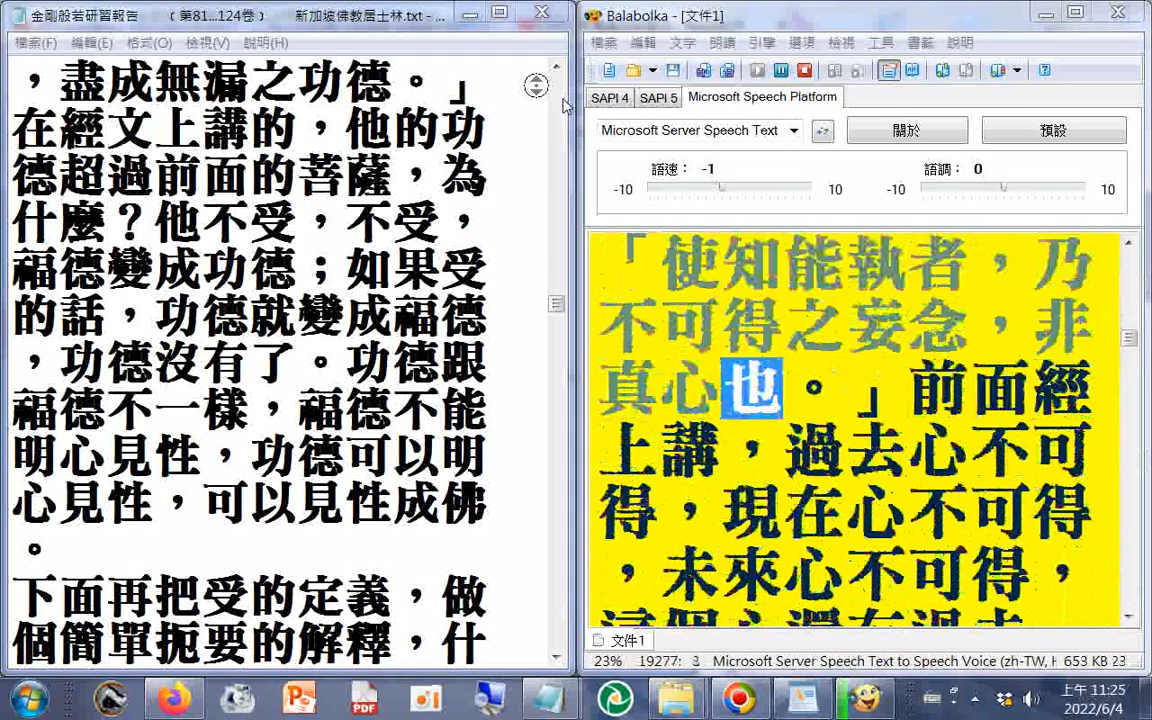 金剛般若研習報告　（第81...124卷）　新加坡佛教居士林.txt - ...
檔案(F) 編輯(E) 格式(O) 檢視(V) 說明(H)
，盡成無漏之功德。」
在經文上講的，他的功
德超過前面的菩薩，為
什麼？他不受，不受，
福德變成功德；如果受
的話，功德就變成福德
，功德沒有了。功德跟
福德不一樣，福德不能
明心見性，功德可以明
心見性，可以見性成佛
。
下面再把受的定義，做
個簡單扼要的解釋，什
Balabolka - [文件1]
檔案 編輯 文字 朗讀 引擎 選項 檢視 工具 書籤 說明
SAPI 4 SAPI 5 Microsoft Speech Platform
Microsoft Server Speech Text 關於 預設
語速： -1 語調： 0
-10 10 -10 10
「使知能執者，乃
不可得之妄念，非
真心也。」前面經
上講，過去心不可
得，現在心不可得
，未來心不可得，
這個心還在過去
文件1
23% 19277: Microsoft Server Speech Text to Speech Voice (zh-TW, H 653 KB 23
上午 11:25
2022/6/4